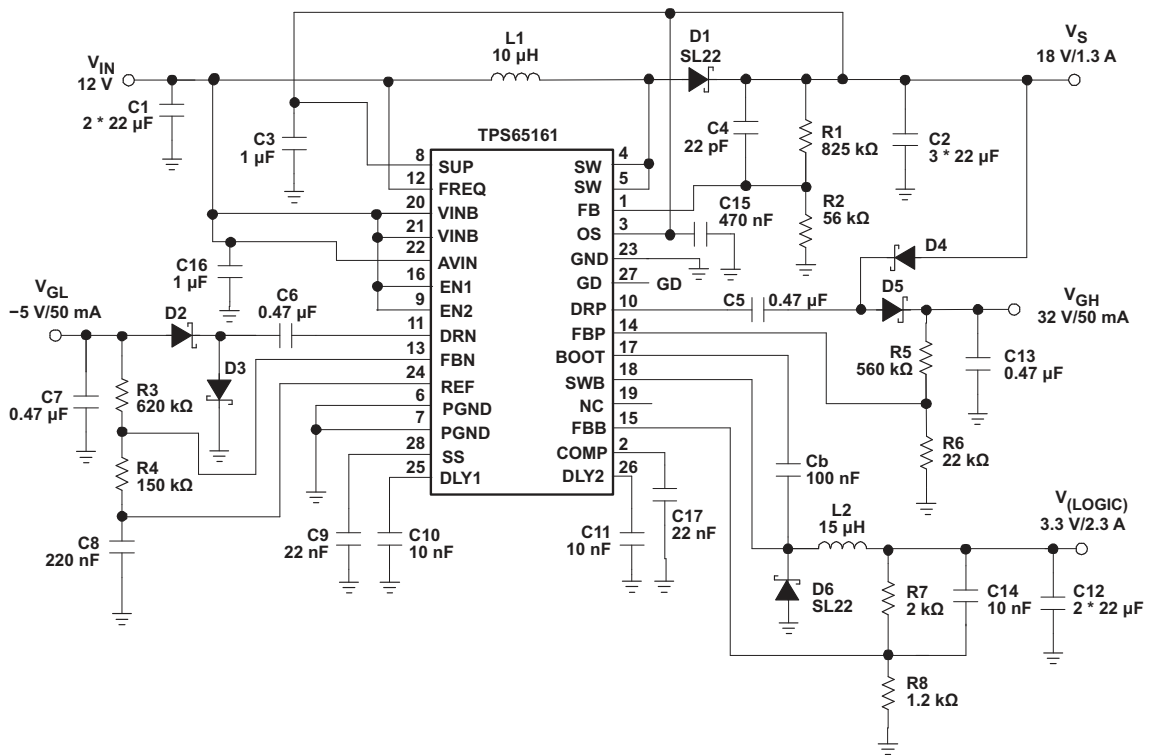 V_IN
12 V
C1
2 * 22 µF
L1
10 µH
D1
SL22
V_S
18 V/1.3 A
C3
1 µF
C4
22 pF
R1
825 kΩ
C2
3 * 22 µF
R2
56 kΩ
C15
470 nF
TPS65161
8
SUP
12
FREQ
20
VINB
21
VINB
22
AVIN
16
EN1
9
EN2
11
DRN
13
FBN
24
REF
6
PGND
7
PGND
28
SS
25
DLY1
4
SW
5
SW
1
FB
3
OS
23
GND
27
GD
GD
10
DRP
14
FBP
17
BOOT
18
SWB
19
NC
15
FBB
2
COMP
26
DLY2
C16
1 µF
V_GL
−5 V/50 mA
D2
C6
0.47 µF
D3
C7
0.47 µF
R3
620 kΩ
R4
150 kΩ
C8
220 nF
C9
22 nF
C10
10 nF
C11
10 nF
C17
22 nF
D4
C5
0.47 µF
D5
V_GH
32 V/50 mA
R5
560 kΩ
C13
0.47 µF
R6
22 kΩ
Cb
100 nF
L2
15 µH
V_(LOGIC)
3.3 V/2.3 A
D6
SL22
R7
2 kΩ
C14
10 nF
C12
2 * 22 µF
R8
1.2 kΩ